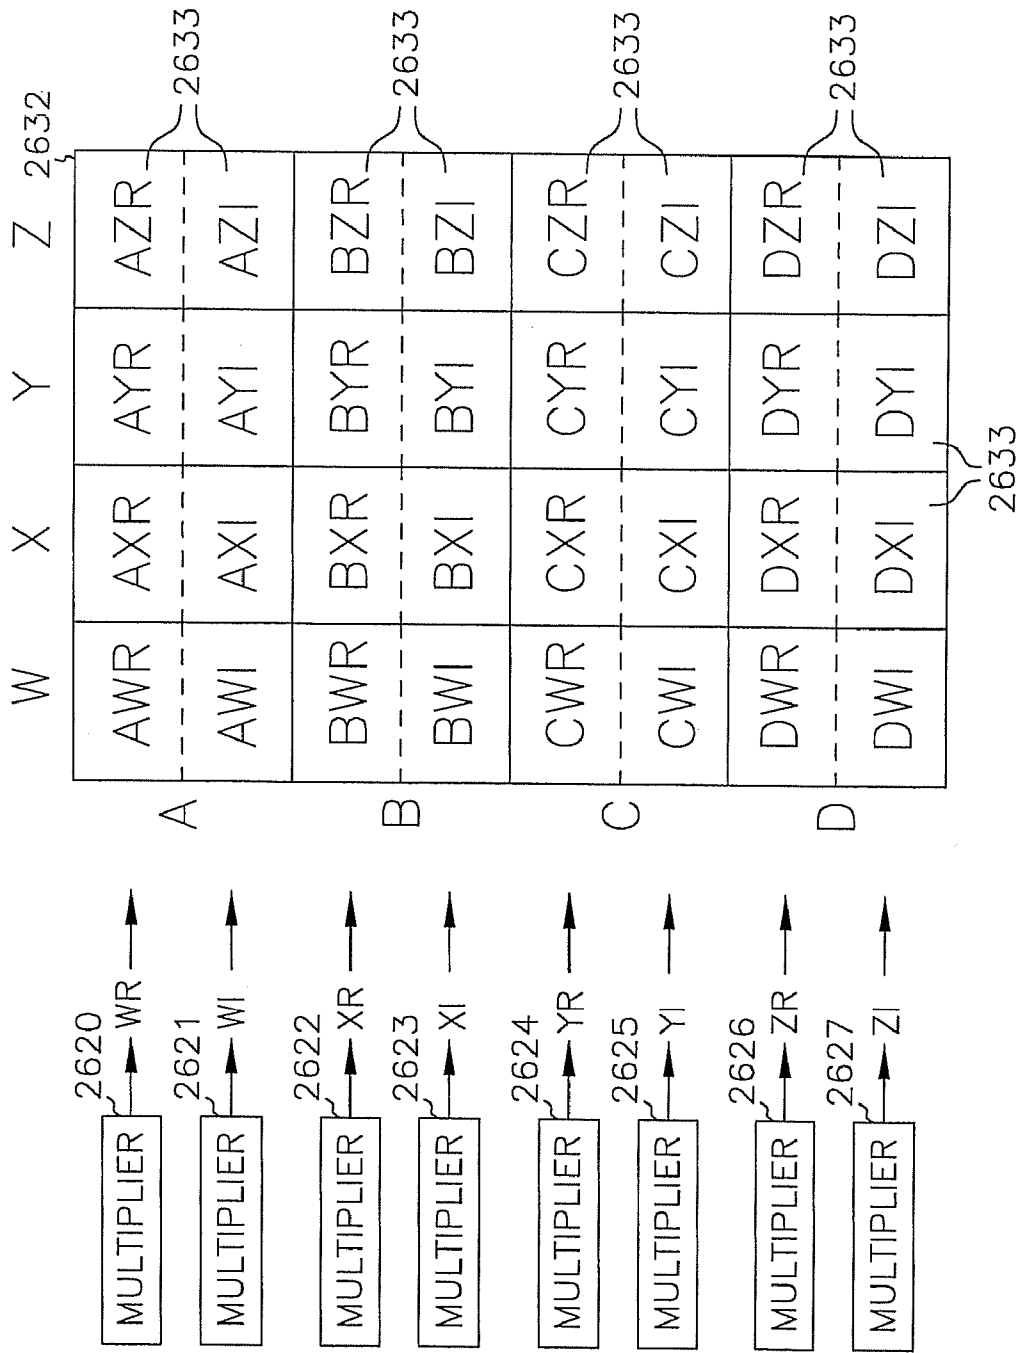 W X Y Z
2632
2620
MULTIPLIER WR AWR AXR AYR AZR
2621 A 2633
MULTIPLIER WI AWI AXI AYI AZI
2622
MULTIPLIER XR BWR BXR BYR BZR
2623 B 2633
MULTIPLIER XI BWI BXI BYI BZI
2624
MULTIPLIER YR CWR CXR CYR CZR
2625 C 2633
MULTIPLIER YI CWI CXI CYI CZI
2626
MULTIPLIER ZR DWR DXR DYR DZR
2627 D 2633
MULTIPLIER ZI DWI DXI DYI DZI
2633